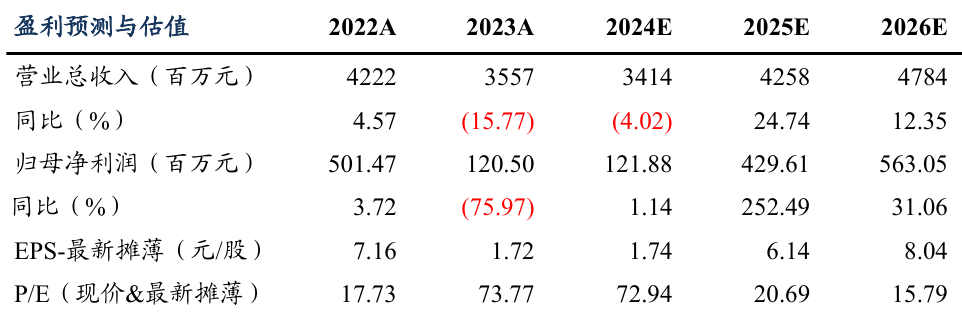 盈利预测与估值 2022A 2023A 2024E 2025E 2026E
营业总收入（百万元） 4222 3557 3414 4258 4784
同比（%） 4.57 (15.77) (4.02) 24.74 12.35
归母净利润（百万元） 501.47 120.50 121.88 429.61 563.05
同比（%） 3.72 (75.97) 1.14 252.49 31.06
EPS-最新摊薄（元/股） 7.16 1.72 1.74 6.14 8.04
P/E（现价&最新摊薄） 17.73 73.77 72.94 20.69 15.79